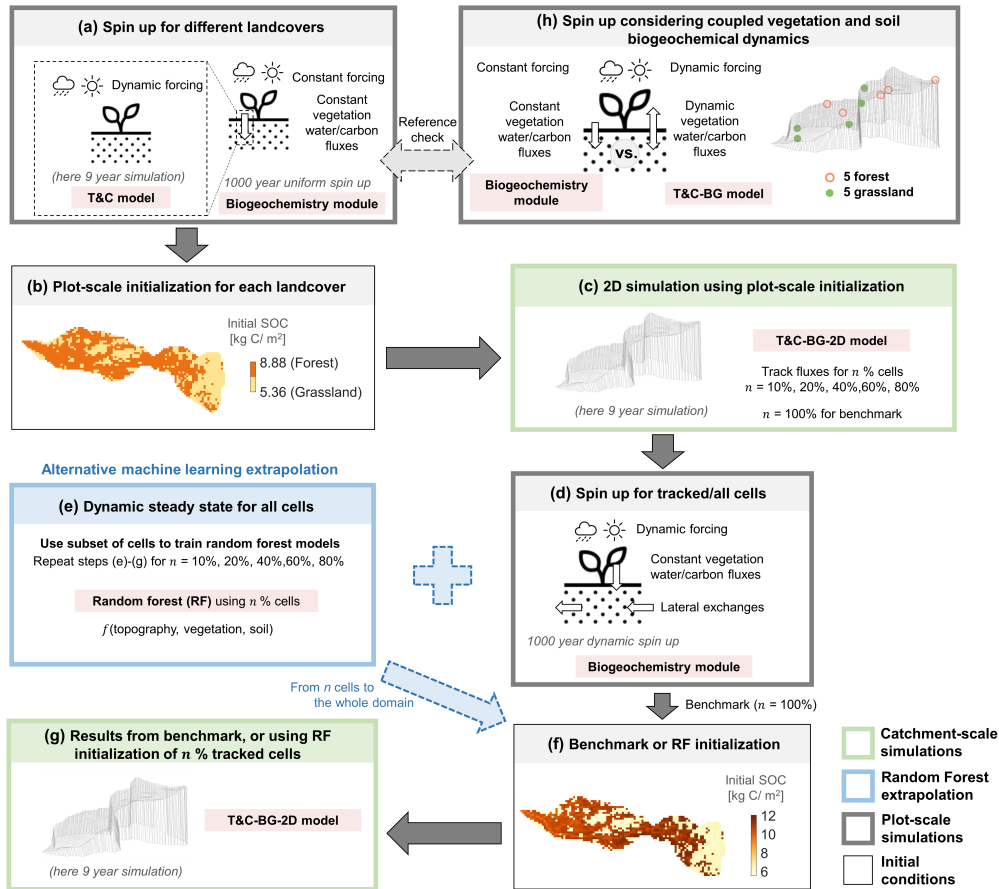 (a) Spin up for different landcovers
Dynamic forcing
(here 9 year simulation)
T&C model
Constant forcing
Constant
vegetation
water/carbon
fluxes
1000 year uniform spin up
Biogeochemistry module
Reference
check
(h) Spin up considering coupled vegetation and soil
biogeochemical dynamics
Constant forcing
Dynamic forcing
Constant
vegetation
water/carbon
fluxes
vs.
Dynamic
vegetation
water/carbon
fluxes
Biogeochemistry
module
T&C-BG model
5 forest
5 grassland
(b) Plot-scale initialization for each landcover
Initial SOC
[kg C/ m²]
8.88 (Forest)
5.36 (Grassland)
(c) 2D simulation using plot-scale initialization
T&C-BG-2D model
Track fluxes for n % cells
n = 10%, 20%, 40%,60%, 80%
n = 100% for benchmark
(here 9 year simulation)
(d) Spin up for tracked/all cells
Dynamic forcing
Constant vegetation
water/carbon fluxes
Lateral exchanges
1000 year dynamic spin up
Biogeochemistry module
Alternative machine learning extrapolation
(e) Dynamic steady state for all cells
Use subset of cells to train random forest models
Repeat steps (e)-(g) for n = 10%, 20%, 40%,60%, 80%
Random forest (RF) using n % cells
f(topography, vegetation, soil)
From n cells to
the whole domain
Benchmark (n = 100%)
(f) Benchmark or RF initialization
Initial SOC
[kg C/ m²]
12
10
8
6
(g) Results from benchmark, or using RF
initialization of n % tracked cells
T&C-BG-2D model
(here 9 year simulation)
Catchment-scale
simulations
Random Forest
extrapolation
Plot-scale
simulations
Initial
conditions